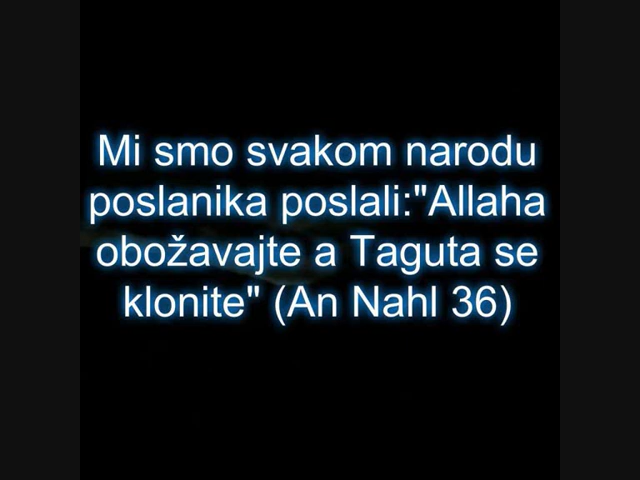 Mi smo svakom narodu
poslanika poslali:"Allaha
obožavajte a Taguta se
klonite" (An Nahl 36)